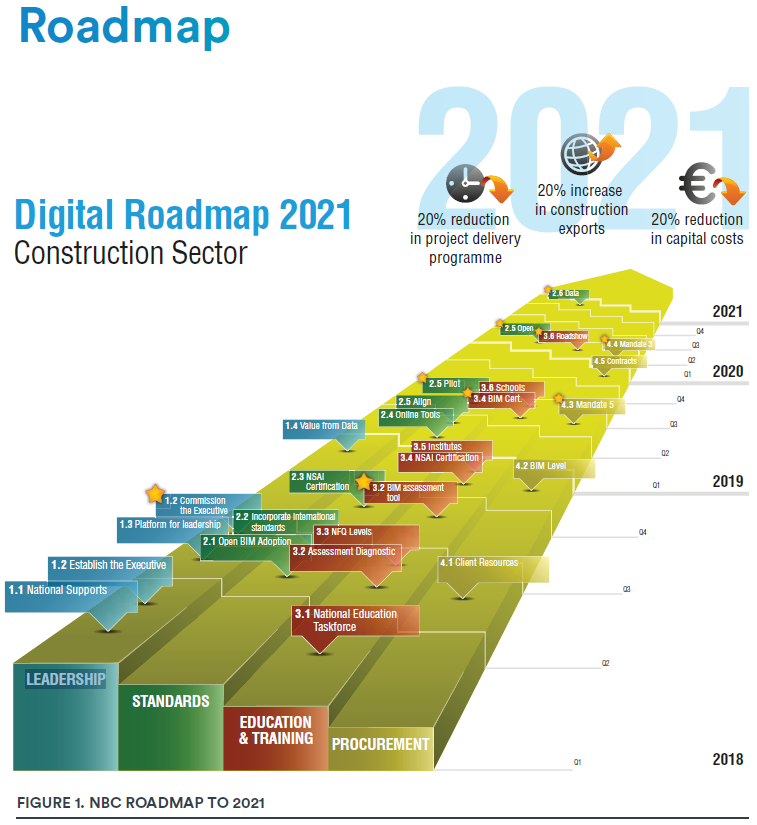 Roadmap
2021
20% reduction
in project delivery
programme
20% increase
in construction
exports
20% reduction
in capital costs
Digital Roadmap 2021
Construction Sector
2.6 Data
2021
2.5 Open
3.6 Roadshow
4.4 Mandate 3
Q4
Q3
4.5 Contracts
Q2
Q1
2020
2.5 Pilot
3.6 Schools
2.5 Align
3.4 BIM Cert.
4.3 Mandate 5
Q4
2.4 Online Tools
1.4 Value from Data
Q3
3.5 Institutes
3.4 NSAI Certification
Q2
4.2 BIM Level
2.3 NSAI
Certification
3.2 BIM assessment
tool
Q1
2019
1,2 Commission
the Executive
1.3 Platform for leadership
2.2 Incorporate International
standards
2.1 Open BIM Adoption
3.3 NFQ Levels
3.2 Assessment Diagnostic
Q4
1.2 Establish the Executive
4.1 Client Resources
1.1 National Supports
Q3
3.1 National Education
Taskforce
Q2
LEADERSHIP
STANDARDS
EDUCATION
& TRAINING
PROCUREMENT
Q1
2018
FIGURE 1. NBC ROADMAP TO 2021